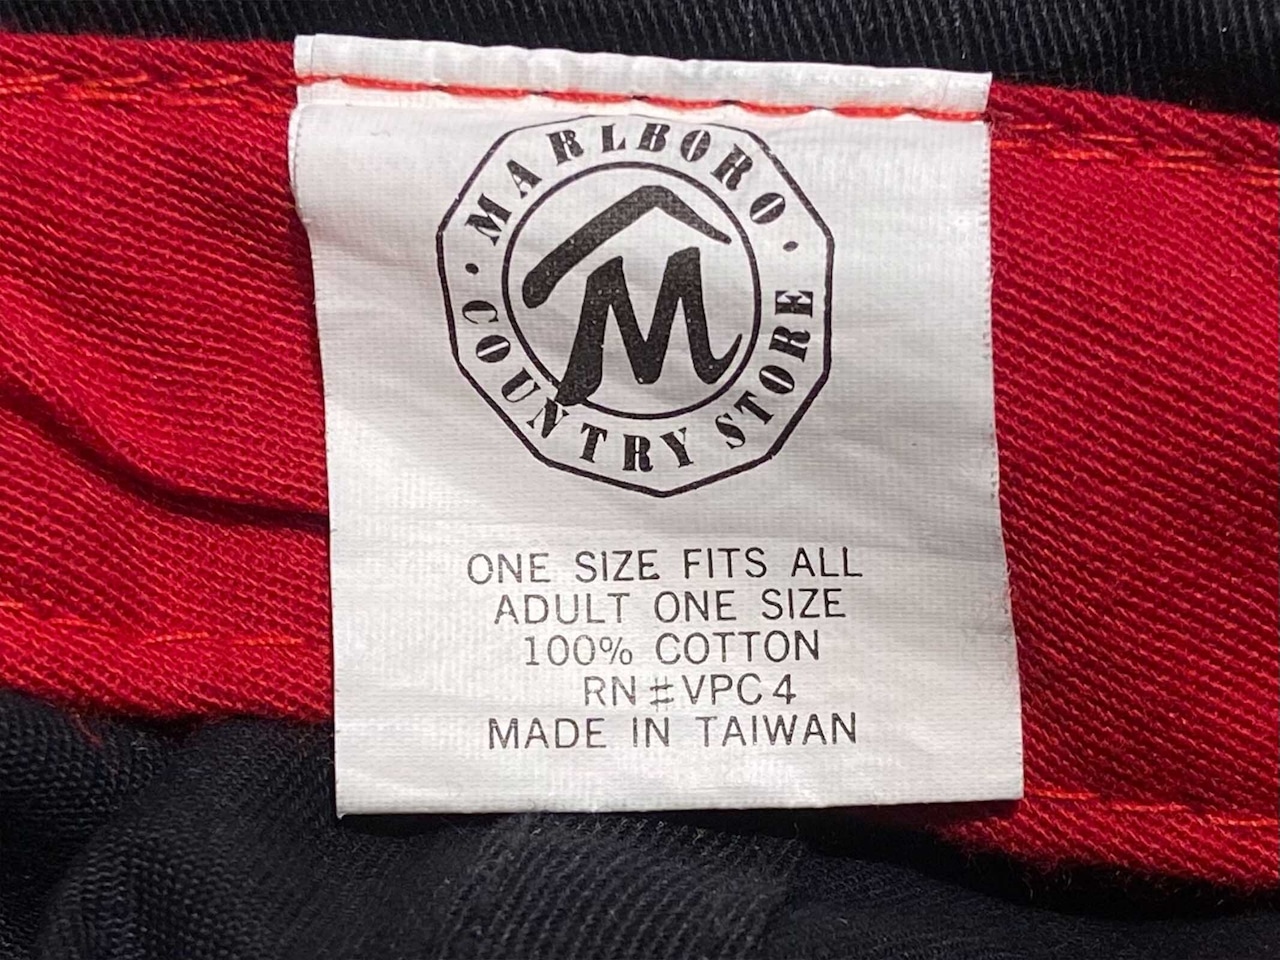 MARLBORO
COUNTRY STORE
M
ONE SIZE FITS ALL
ADULT ONE SIZE
100% COTTON
RN#VPC4
MADE IN TAIWAN